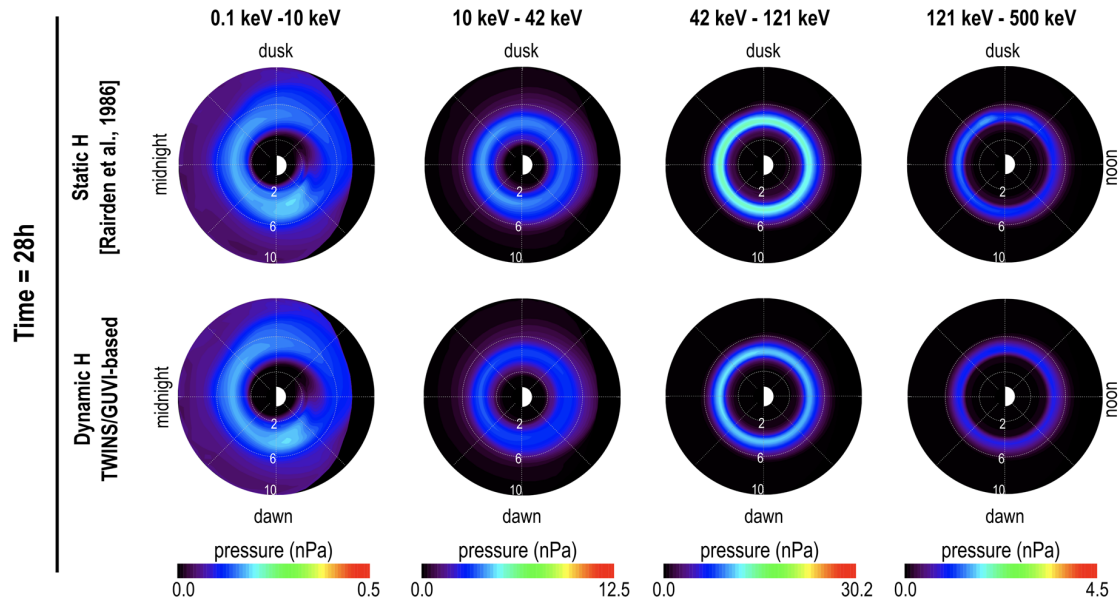 0.1 keV -10 keV
10 keV - 42 keV
42 keV - 121 keV
121 keV - 500 keV
dusk
dusk
dusk
dusk
Time = 28h
Static H
[Rairden et al., 1986]
midnight
2
6
10
2
6
10
2
6
10
2
6
10
noon
Dynamic H
TWINS/GUVI-based
midnight
2
6
10
2
6
10
2
6
10
2
6
10
noon
dawn
dawn
dawn
dawn
pressure (nPa)
pressure (nPa)
pressure (nPa)
pressure (nPa)
0.0
0.5
0.0
12.5
0.0
30.2
0.0
4.5